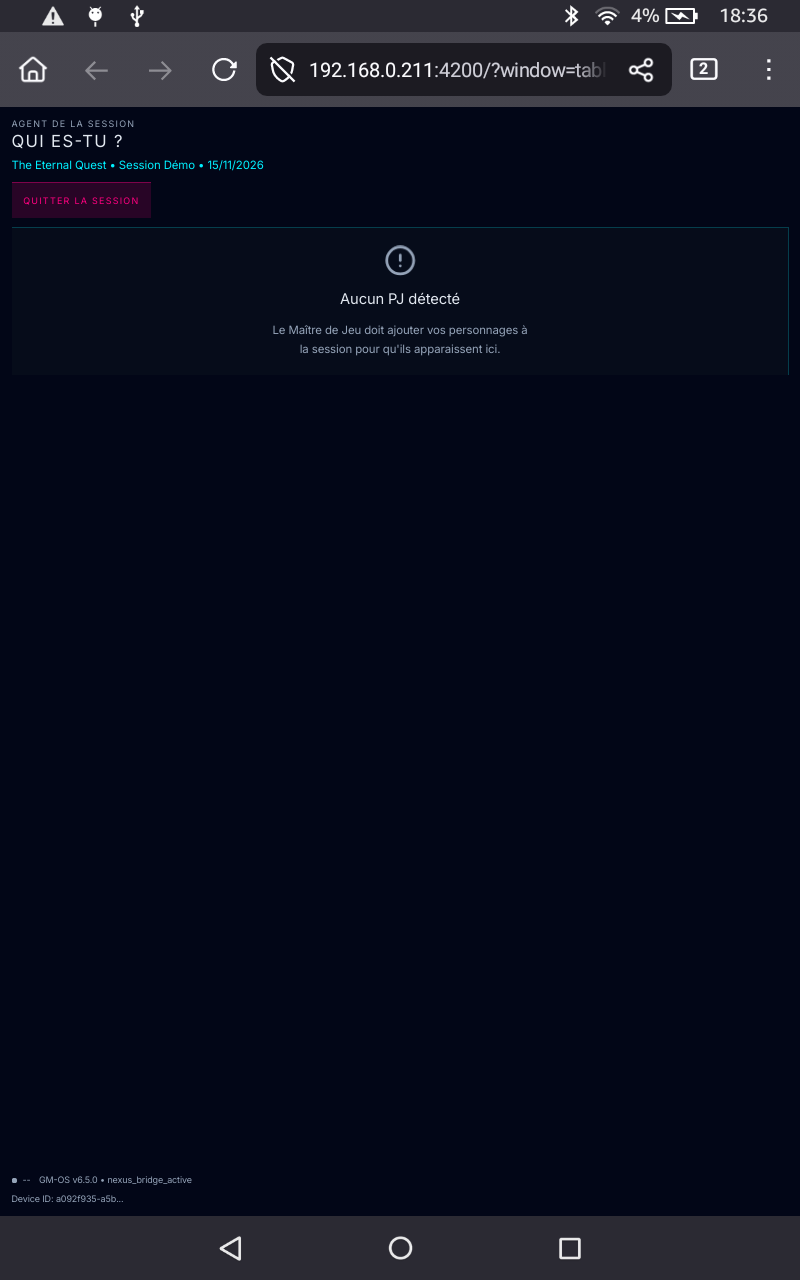 4% 18:36
192.168.0.211:4200/?window=tabl
2
AGENT DE LA SESSION
QUI ES-TU ?
The Eternal Quest • Session Démo • 15/11/2026
QUITTER LA SESSION
Aucun PJ détecté
Le Maître de Jeu doit ajouter vos personnages à
la session pour qu'ils apparaissent ici.
-- GM-OS v6.5.0 • nexus_bridge_active
Device ID: a092f935-a5b...